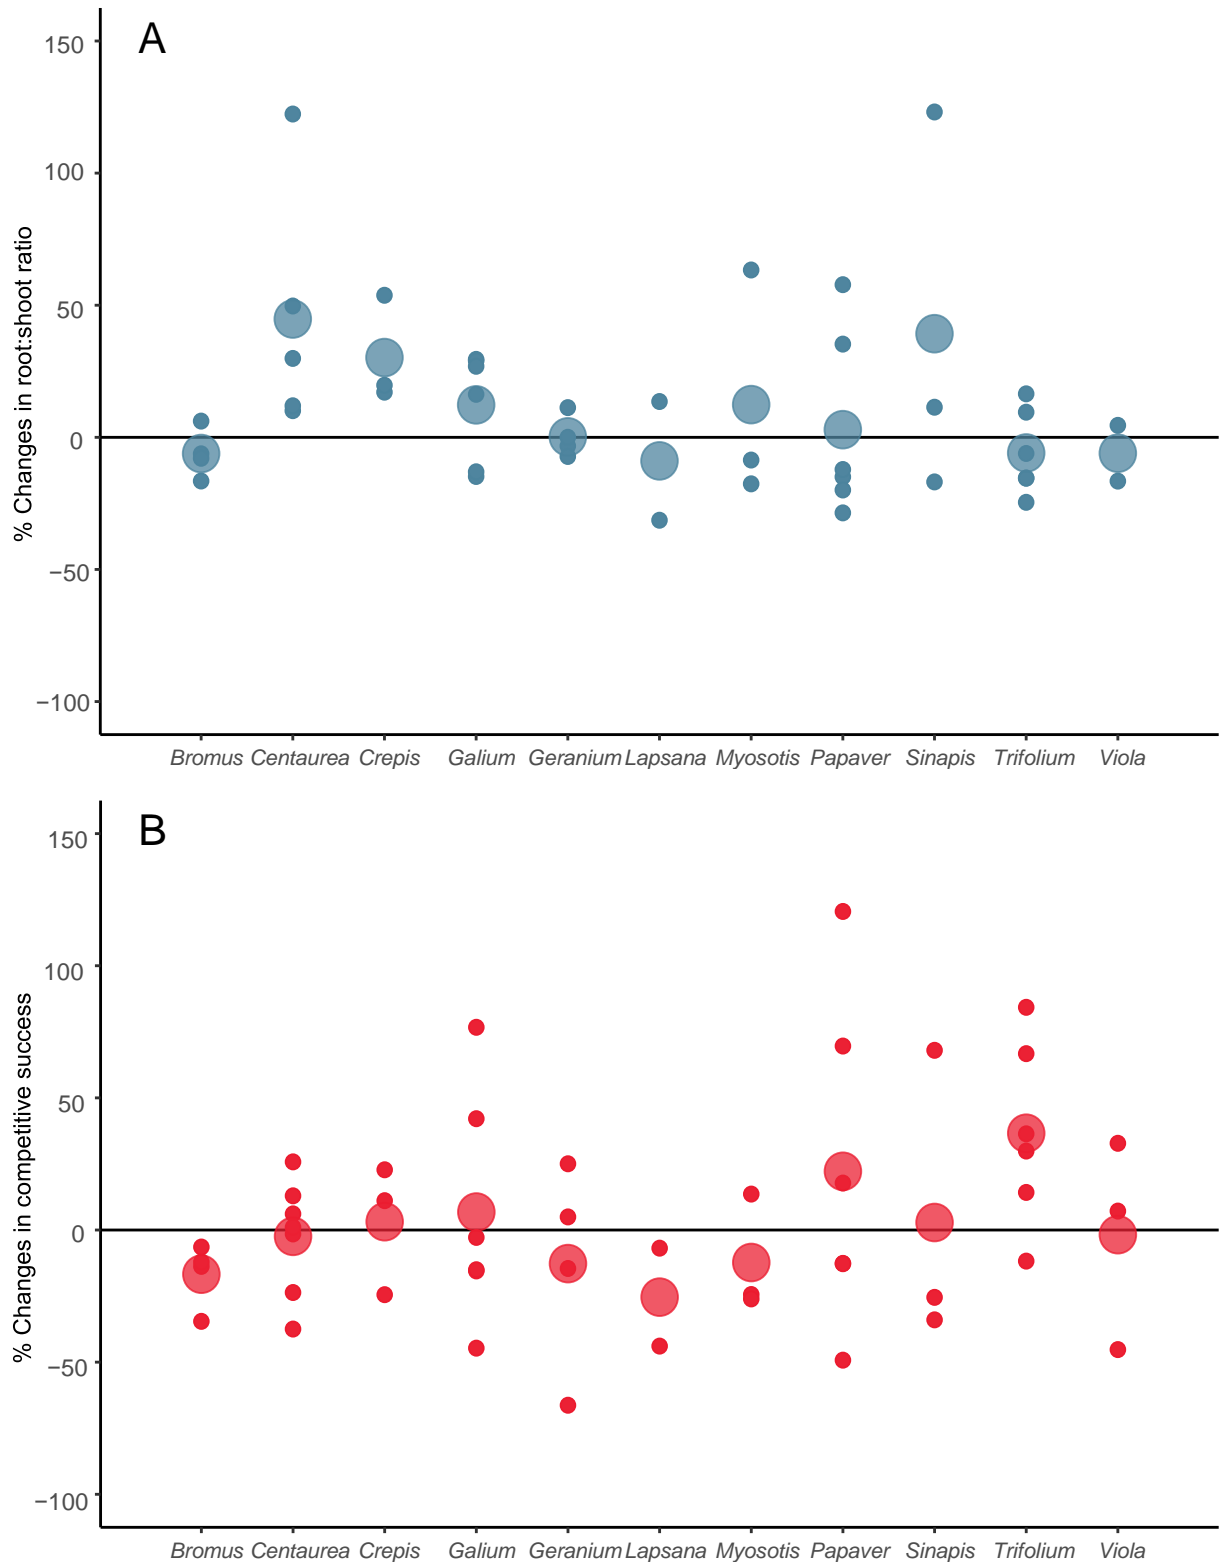 A
150
100
50
0
−50
−100
% Changes in root:shoot ratio
Bromus Centaurea Crepis Galium Geranium Lapsana Myosotis Papaver Sinapis Trifolium Viola
B
150
100
50
0
−50
−100
% Changes in competitive success
Bromus Centaurea Crepis Galium Geranium Lapsana Myosotis Papaver Sinapis Trifolium Viola